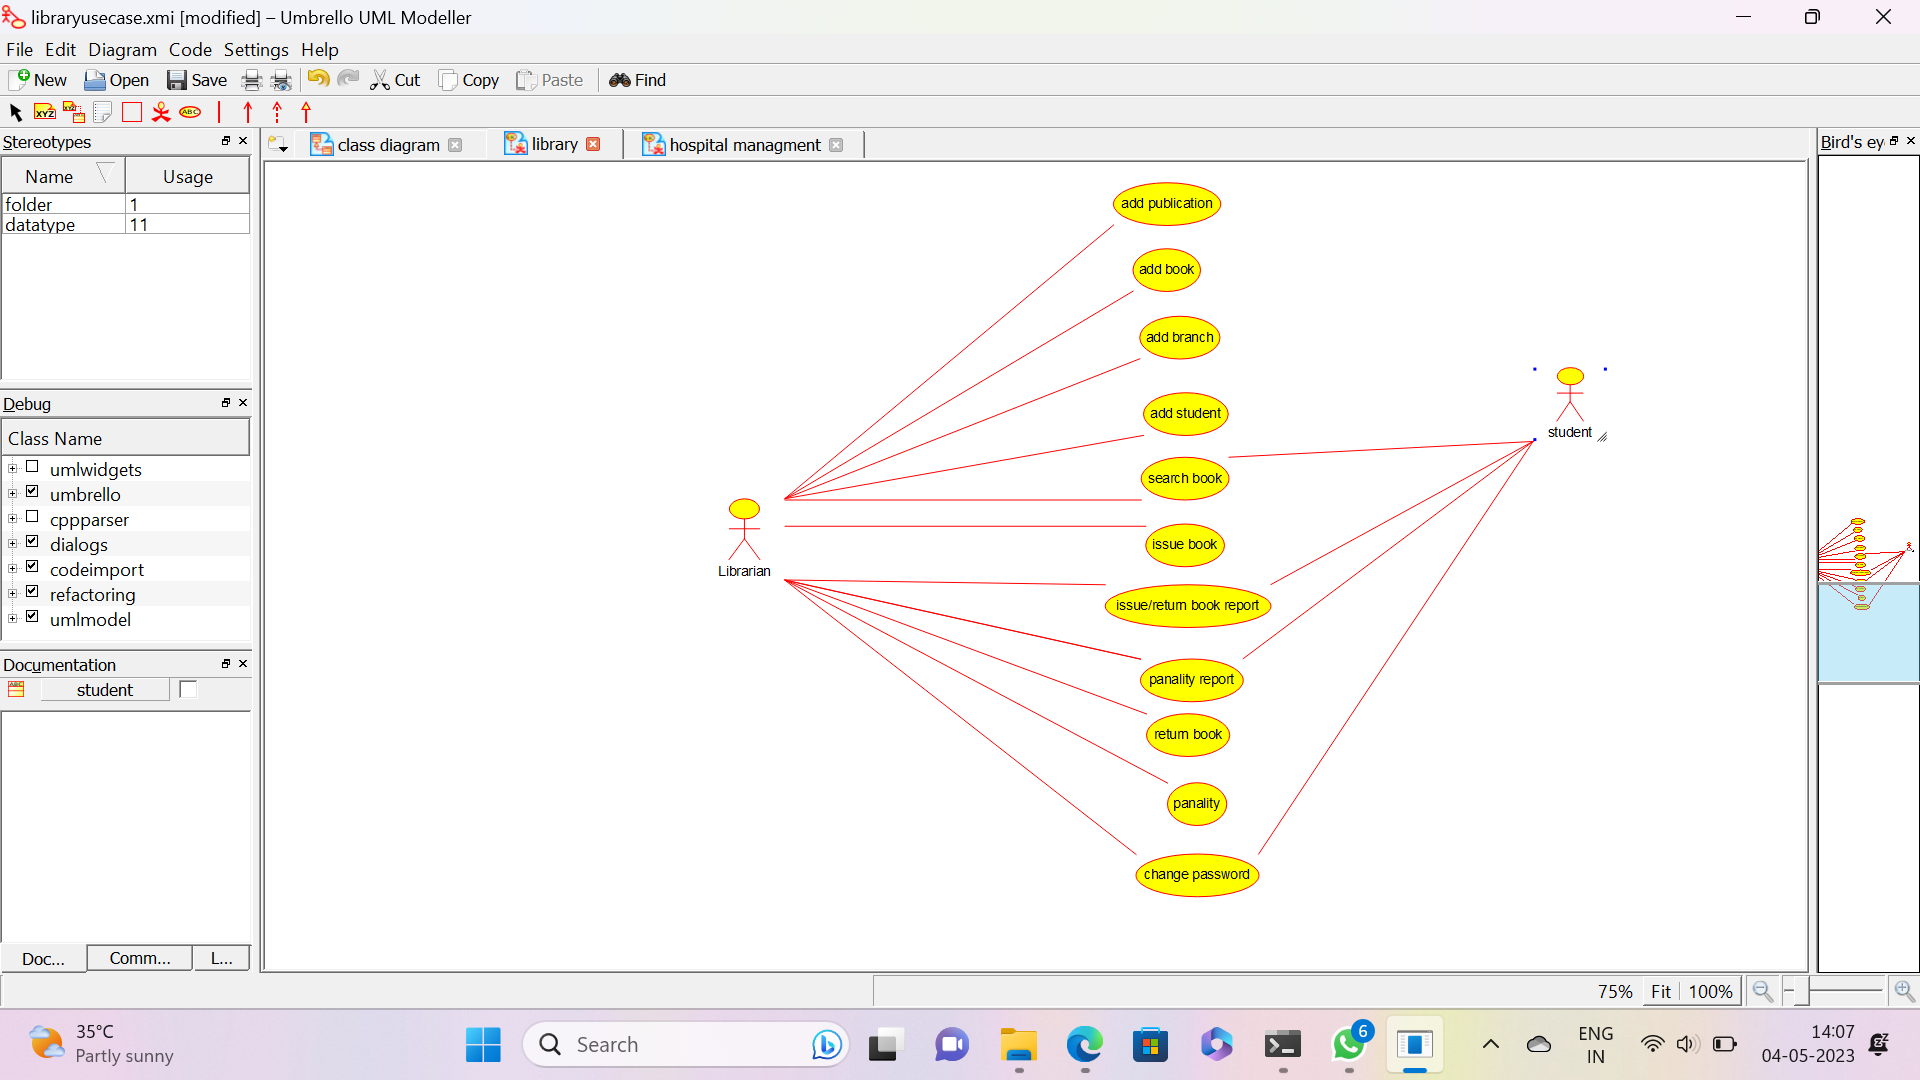 libraryusecase.xmi [modified] – Umbrello UML Modeller
File Edit Diagram Code Settings Help
New Open Save Cut Copy Paste Find
XYZ XYZ ABC
Stereotypes
Name Usage
folder 1
datatype 11
Debug
Class Name
umlwidgets
umbrello
cppparser
dialogs
codeimport
refactoring
umlmodel
Documentation
ABC student
Doc... Comm... L...
class diagram library hospital managment
add publication
add book
add branch
add student
search book
issue book
issue/return book report
panality report
return book
panality
change password
Librarian
student
Bird's ey
75% Fit 100%
35°C
Partly sunny
Search
6
ENG
IN
14:07
04-05-2023